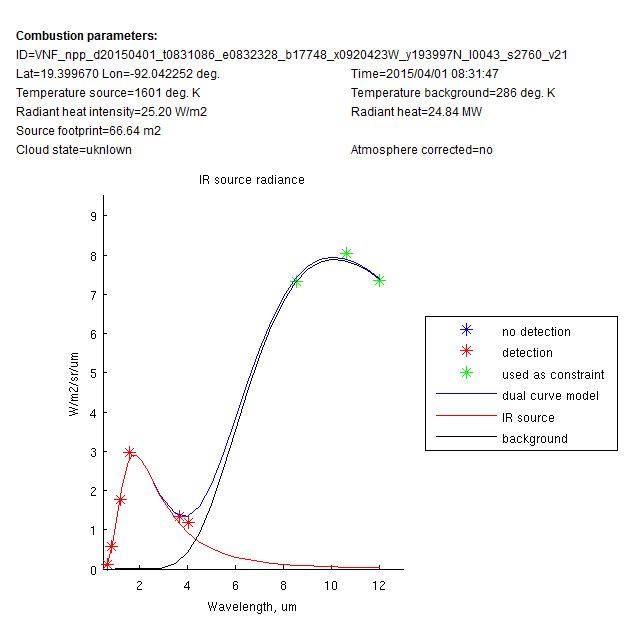 Combustion parameters:
ID=VNF_npp_d20150401_t0831086_e0832328_b17748_x0920423W_y193997N_l0043_s2760_v21
Lat=19.399670 Lon=-92.042252 deg. Time=2015/04/01 08:31:47
Temperature source=1601 deg. K Temperature background=286 deg. K
Radiant heat intensity=25.20 W/m2 Radiant heat=24.84 MW
Source footprint=66.64 m2
Cloud state=uknlown Atmosphere corrected=no
IR source radiance
9
8
7
6
5
4
3
2
1
0
W/m2/sr/um
2 4 6 8 10 12
Wavelength, um
no detection
detection
used as constraint
dual curve model
IR source
background